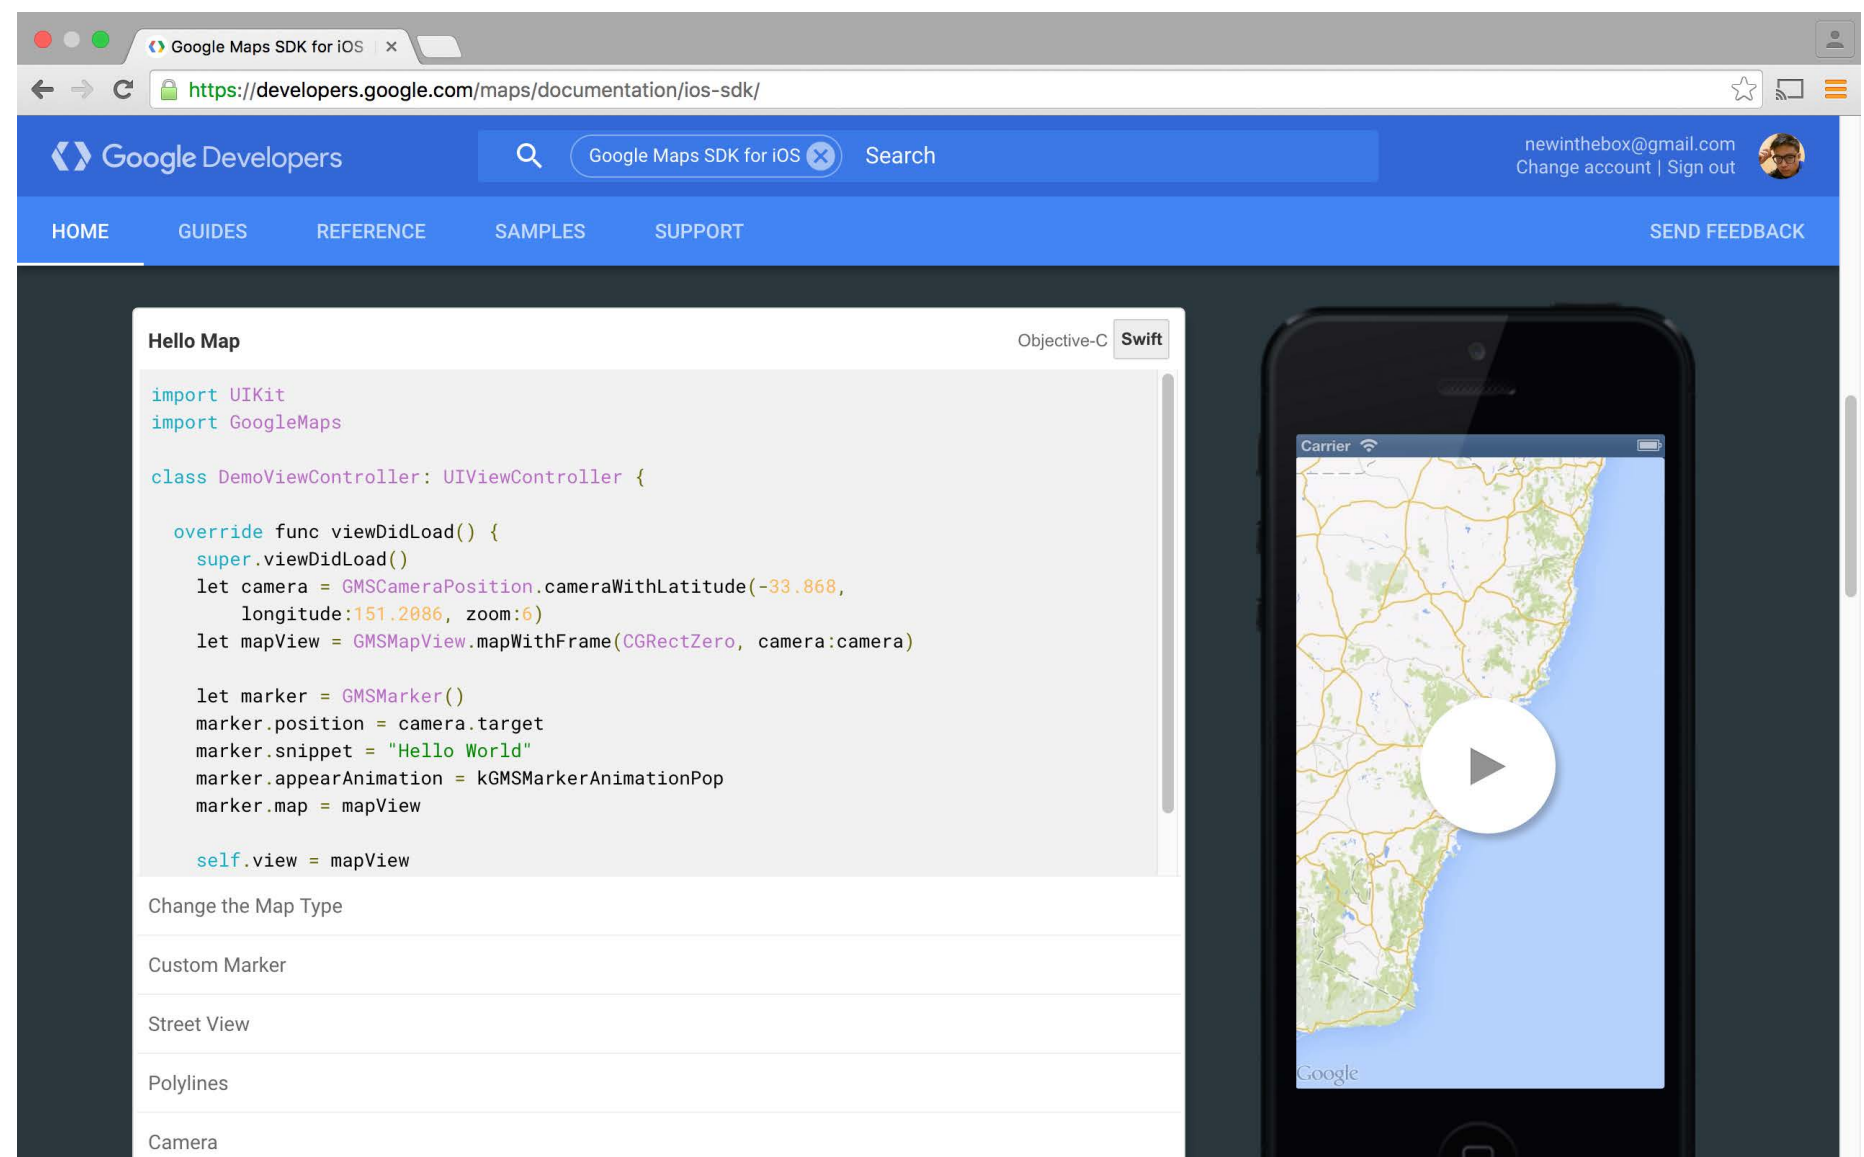 Google Maps SDK for iOS
https://developers.google.com/maps/documentation/ios-sdk/
Google Developers
Google Maps SDK for iOS
Search
newinthebox@gmail.com
Change account | Sign out
HOME GUIDES REFERENCE SAMPLES SUPPORT SEND FEEDBACK
Hello Map
Objective-C Swift
import UIKit
import GoogleMaps
class DemoViewController: UIViewController {
override func viewDidLoad() {
super.viewDidLoad()
let camera = GMSCameraPosition.cameraWithLatitude(-33.868,
longitude:151.2086, zoom:6)
let mapView = GMSMapView.mapWithFrame(CGRectZero, camera:camera)
let marker = GMSMarker()
marker.position = camera.target
marker.snippet = "Hello World"
marker.appearAnimation = kGMSMarkerAnimationPop
marker.map = mapView
self.view = mapView
Change the Map Type
Custom Marker
Street View
Polylines
Camera
Carrier
Google